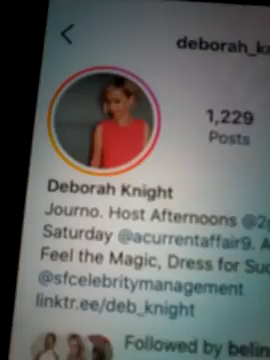 deborah_k
1,229
Posts
Deborah Knight
Journo. Host Afternoons
Saturday @acurrentaffair9.
Feel the Magic, Dress for
@sfcelebritymanagement
linktr.ee/deb_knight
Followed by